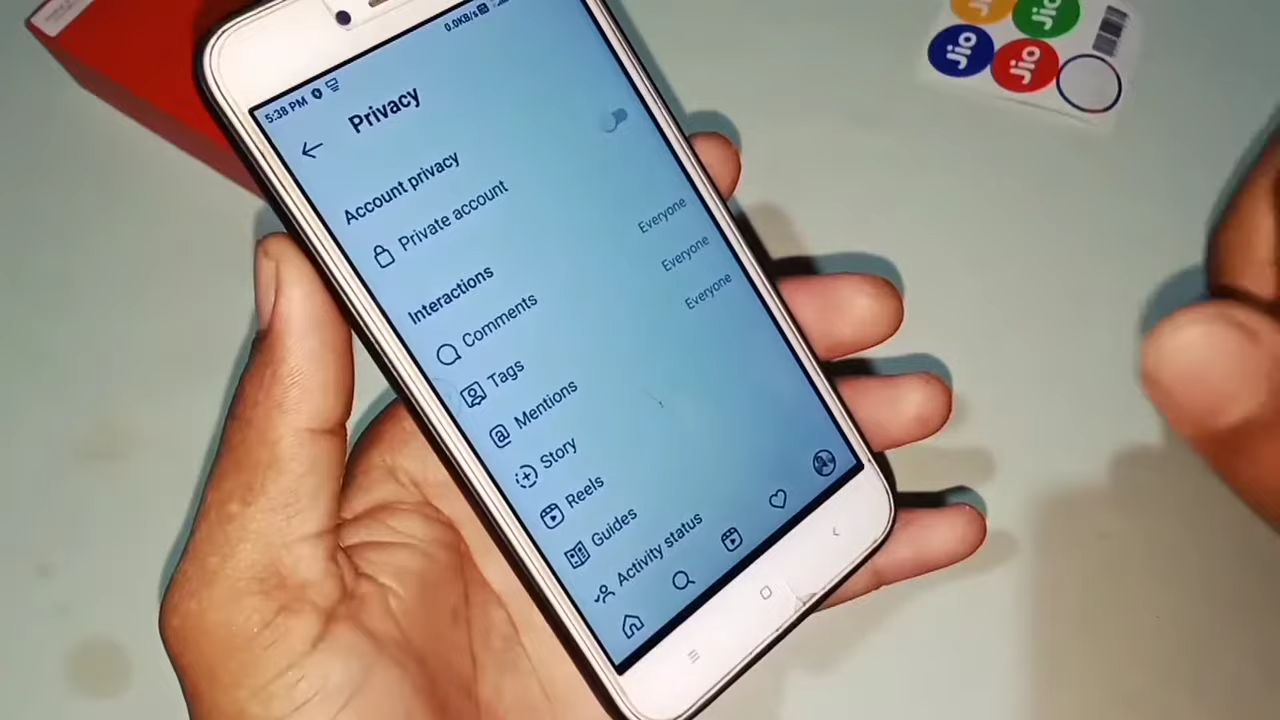 5:38 PM
0.0KB/s
Privacy
Account privacy
Private account
Interactions
Comments
Everyone
Tags
Everyone
Mentions
Everyone
Story
Reels
Guides
Activity status
Jio
Jio
Jio